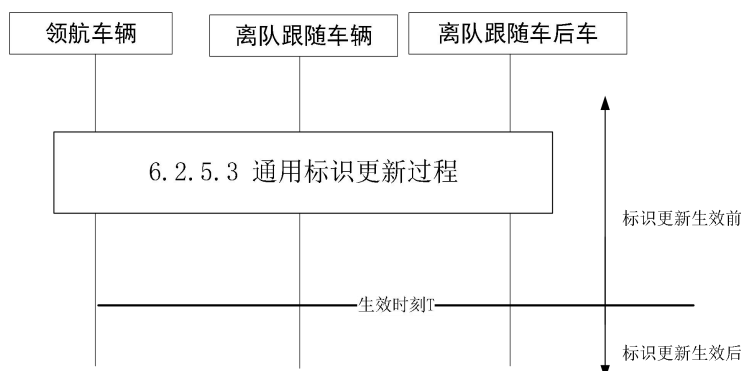 领航车辆
离队跟随车辆
离队跟随车后车
6.2.5.3 通用标识更新过程
标识更新生效前
生效时刻T
标识更新生效后